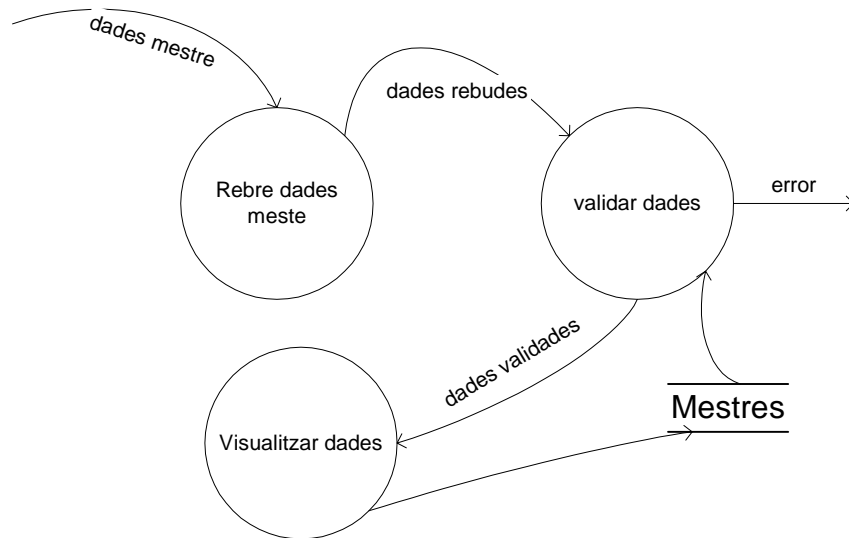 dades mestre
dades rebudes
Rebre dades
meste
validar dades
error
dades validades
Mestres
Visualitzar dades